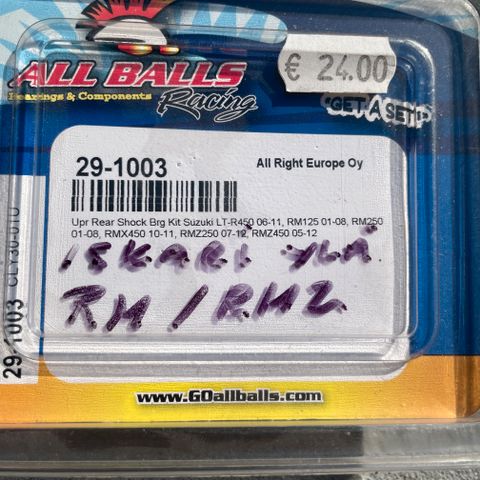 ALL BALLS
Bearings & Components
Racing
€ 24.00
GET A SET!
29-1003
All Right Europe Oy
Upr Rear Shock Brg Kit Suzuki LT-R450 06-11, RM125 01-08, RM250
01-08, RMX450 10-11, RMZ250 07-12, RMZ450 05-12
ISKARI YLÄ
RM / RMZ
29-1003
www.GOallballs.com